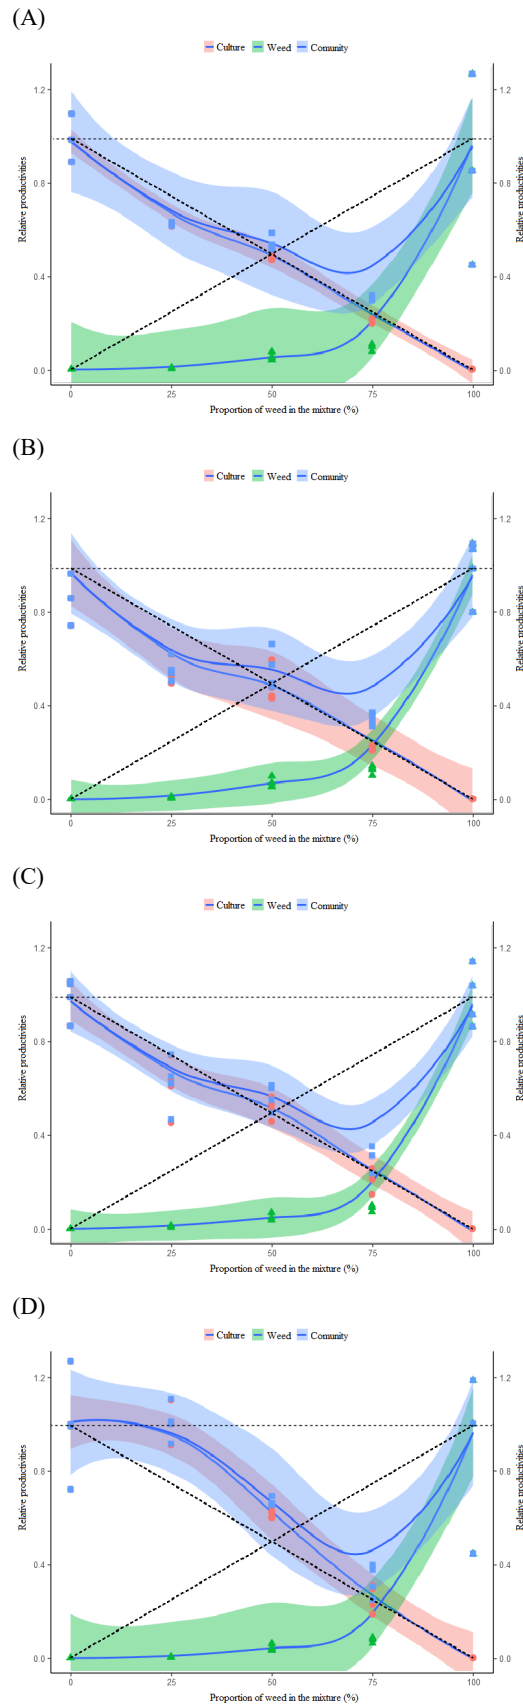 (A)
Culture Weed Comunity
Relative productivities
1.2 1.2
0.8 0.8
0.4 0.4
0.0 0.0
Relative productivities
0 25 50 75 100
Proportion of weed in the mixture (%)
(B)
Culture Weed Comunity
Relative productivities
1.2 1.2
0.8 0.8
0.4 0.4
0.0 0.0
Relative productivities
0 25 50 75 100
Proportion of weed in the mixture (%)
(C)
Culture Weed Comunity
Relative productivities
1.2 1.2
0.8 0.8
0.4 0.4
0.0 0.0
Relative productivities
0 25 50 75 100
Proportion of weed in the mixture (%)
(D)
Culture Weed Comunity
Relative productivities
1.2 1.2
0.8 0.8
0.4 0.4
0.0 0.0
Relative productivities
0 25 50 75 100
Proportion of weed in the mixture (%)